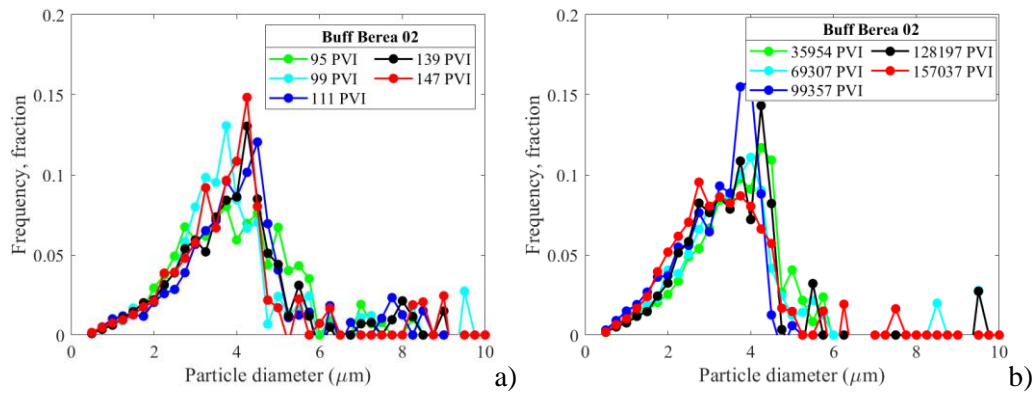 0.2
0.15
0.1
0.05
0
Frequency, fraction
Buff Berea 02
95 PVI
139 PVI
99 PVI
147 PVI
111 PVI
0
2
4
6
8
10
Particle diameter (μm)
a)
0.2
0.15
0.1
0.05
0
Frequency, fraction
Buff Berea 02
35954 PVI
128197 PVI
69307 PVI
157037 PVI
99357 PVI
0
2
4
6
8
10
Particle diameter (μm)
b)